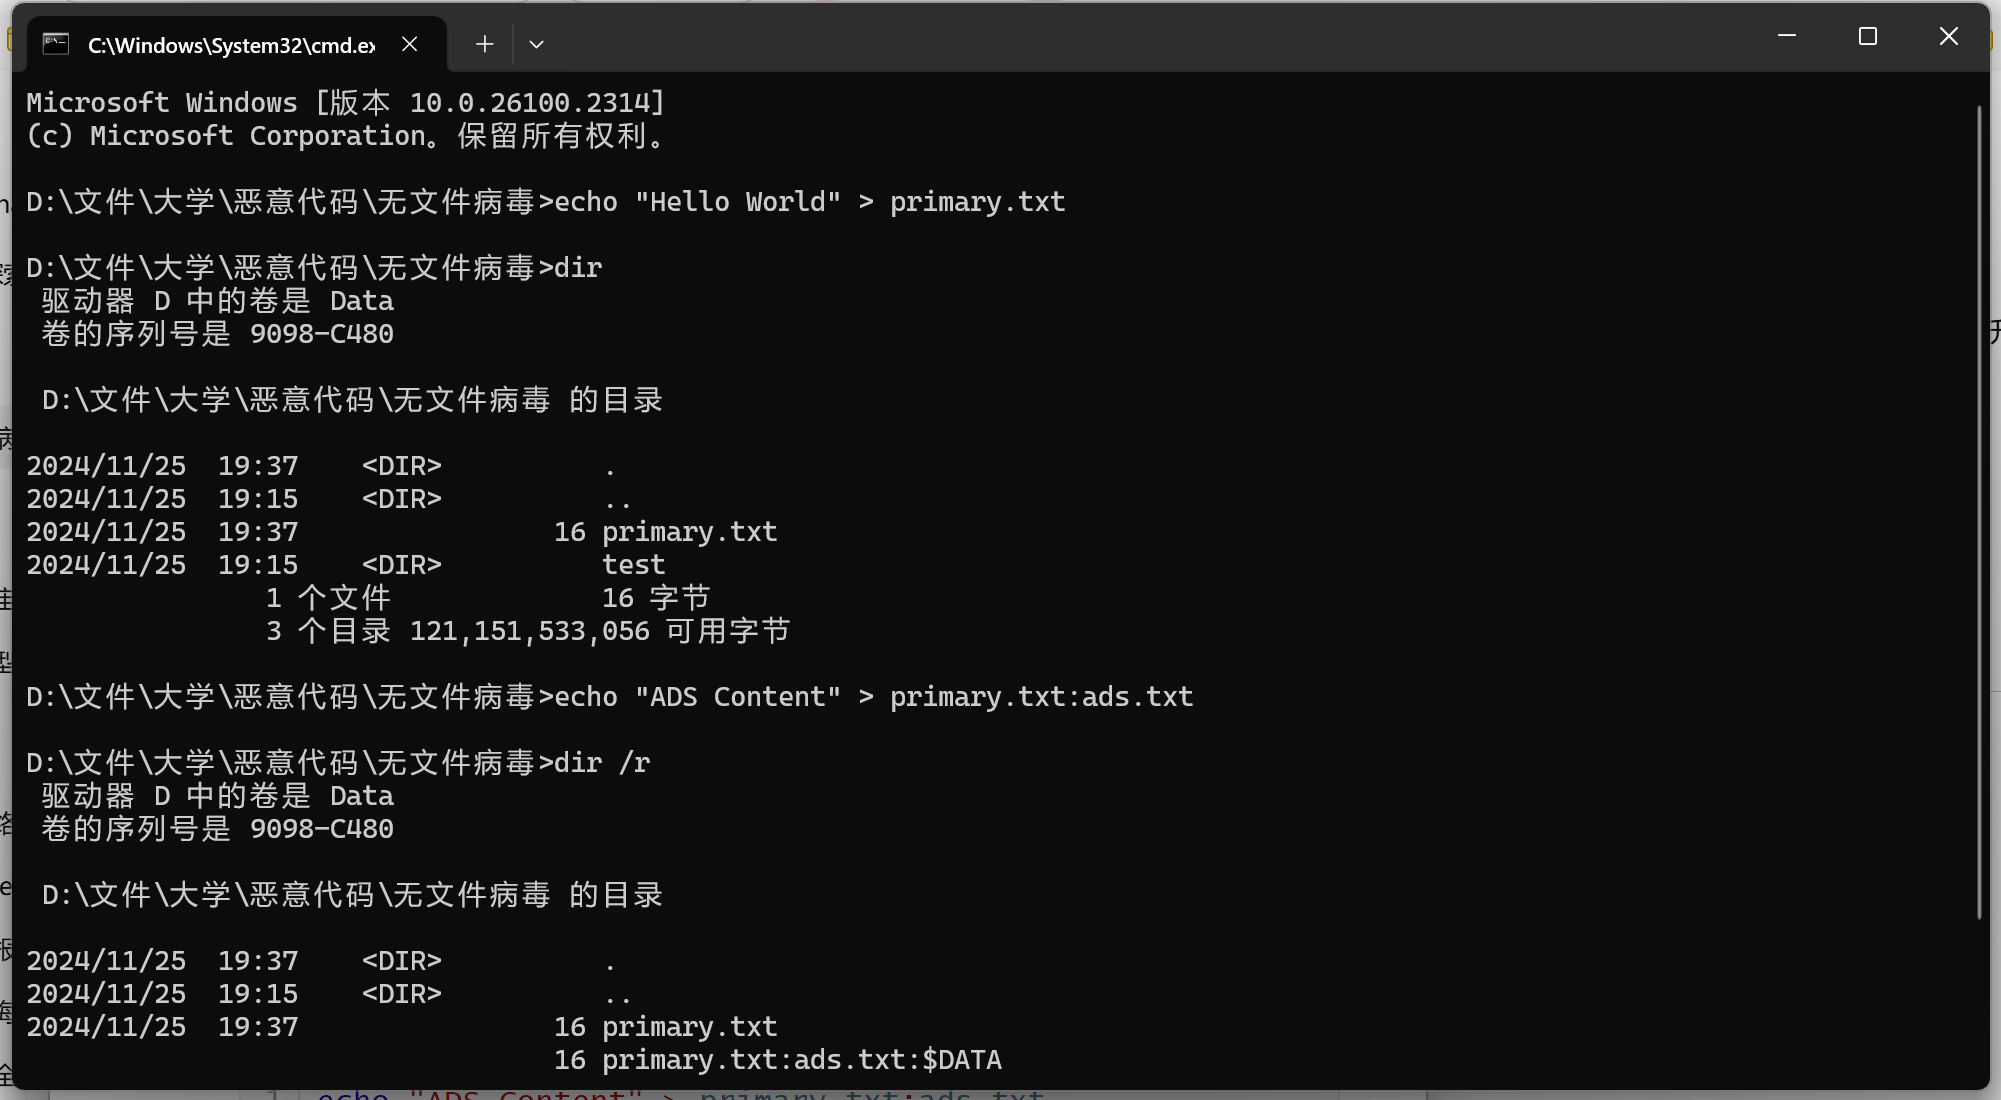 C:\Windows\System32\cmd.ex
Microsoft Windows [版本 10.0.26100.2314]
(c) Microsoft Corporation。保留所有权利。
D:\文件\大学\恶意代码\无文件病毒>echo "Hello World" > primary.txt
D:\文件\大学\恶意代码\无文件病毒>dir
驱动器 D 中的卷是 Data
卷的序列号是 9098-C480
D:\文件\大学\恶意代码\无文件病毒 的目录
2024/11/25  19:37    <DIR>          .
2024/11/25  19:15    <DIR>          ..
2024/11/25  19:37                16 primary.txt
2024/11/25  19:15    <DIR>          test
1 个文件             16 字节
3 个目录 121,151,533,056 可用字节
D:\文件\大学\恶意代码\无文件病毒>echo "ADS Content" > primary.txt:ads.txt
D:\文件\大学\恶意代码\无文件病毒>dir /r
驱动器 D 中的卷是 Data
卷的序列号是 9098-C480
D:\文件\大学\恶意代码\无文件病毒 的目录
2024/11/25  19:37    <DIR>          .
2024/11/25  19:15    <DIR>          ..
2024/11/25  19:37                16 primary.txt
16 primary.txt:ads.txt:$DATA
1 echo "ADS Content" > primary.txt:ads.txt